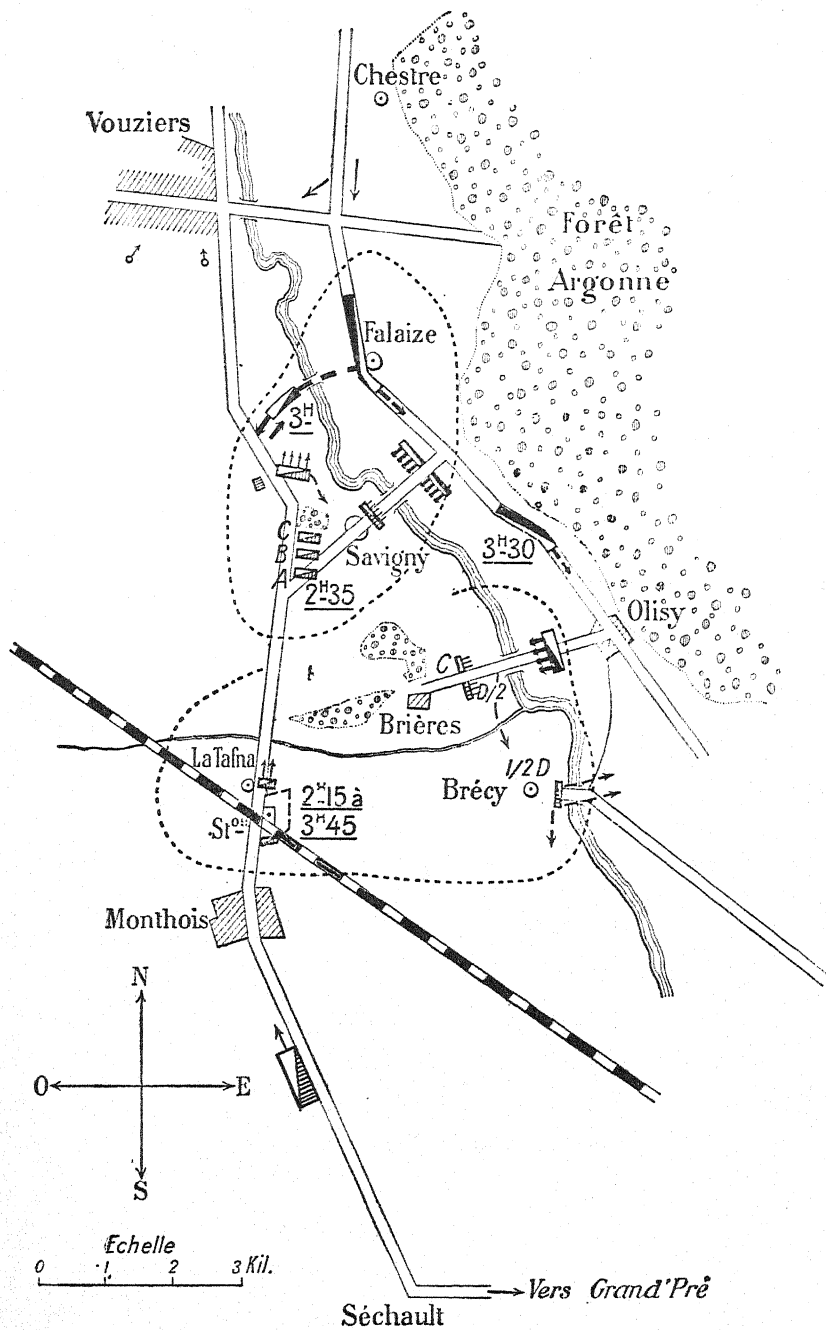 Chestre
Vouziers
Forêt
Argonne
Falaize
3ᴴ
C
B
A
Savigny
2ᴴ35
3ᴴ30
Olisy
C
D/2
Brières
La Tafna
Stᵒⁿ
2ᴴ15 à
3ᴴ45
1/2 D
Brécy
Monthois
N
O
E
S
Echelle
0 1 2 3 Kil.
Vers Grand'Pré
Séchault